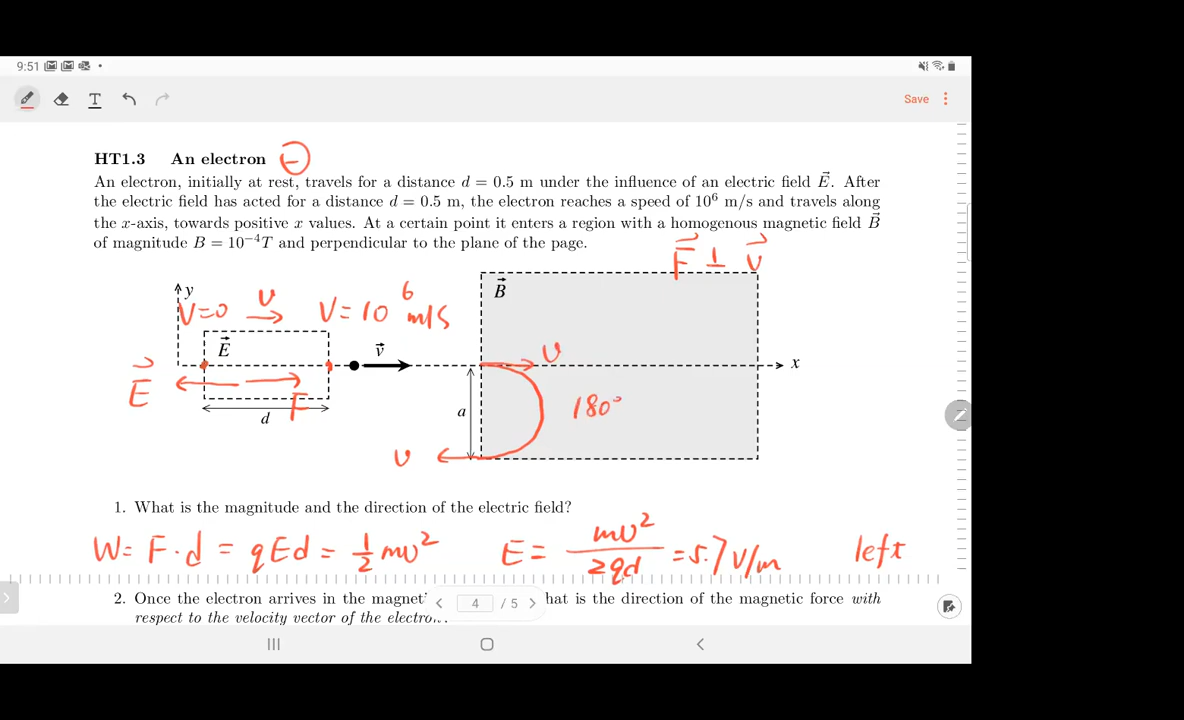 9:51
T
Save
HT1.3 An electron −
An electron, initially at rest, travels for a distance d = 0.5 m under the influence of an electric field E⃗. After
the electric field has acted for a distance d = 0.5 m, the electron reaches a speed of 10⁶ m/s and travels along
the x-axis, towards positive x values. At a certain point it enters a region with a homogenous magnetic field B⃗
of magnitude B = 10⁻⁴T and perpendicular to the plane of the page.
F⃗ ⊥ v⃗
y
V=0 v V=10⁶ m/s
B⃗
E⃗
v⃗
v
x
E⃗
F
d
a
180°
v
1. What is the magnitude and the direction of the electric field?
W= F·d = qEd = ½ mv² E = mv²/2qd = 5.7 V/m left
2. Once the electron arrives in the magnet
4 / 5
hat is the direction of the magnetic force with
respect to the velocity vector of the electro